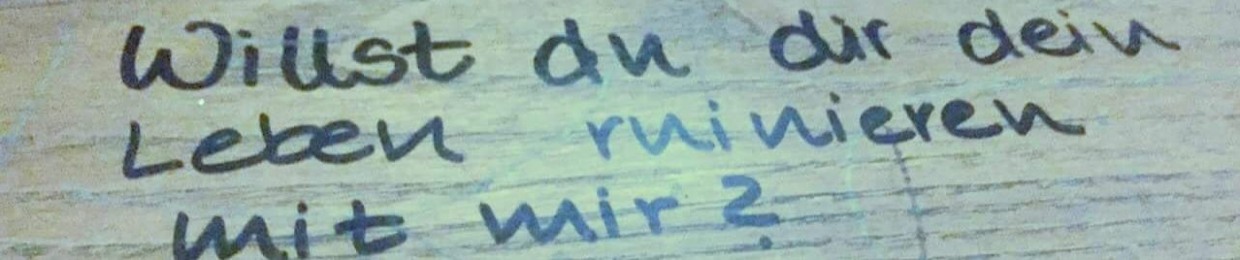 Willst du dir dein
Leben ruinieren
mit mir?